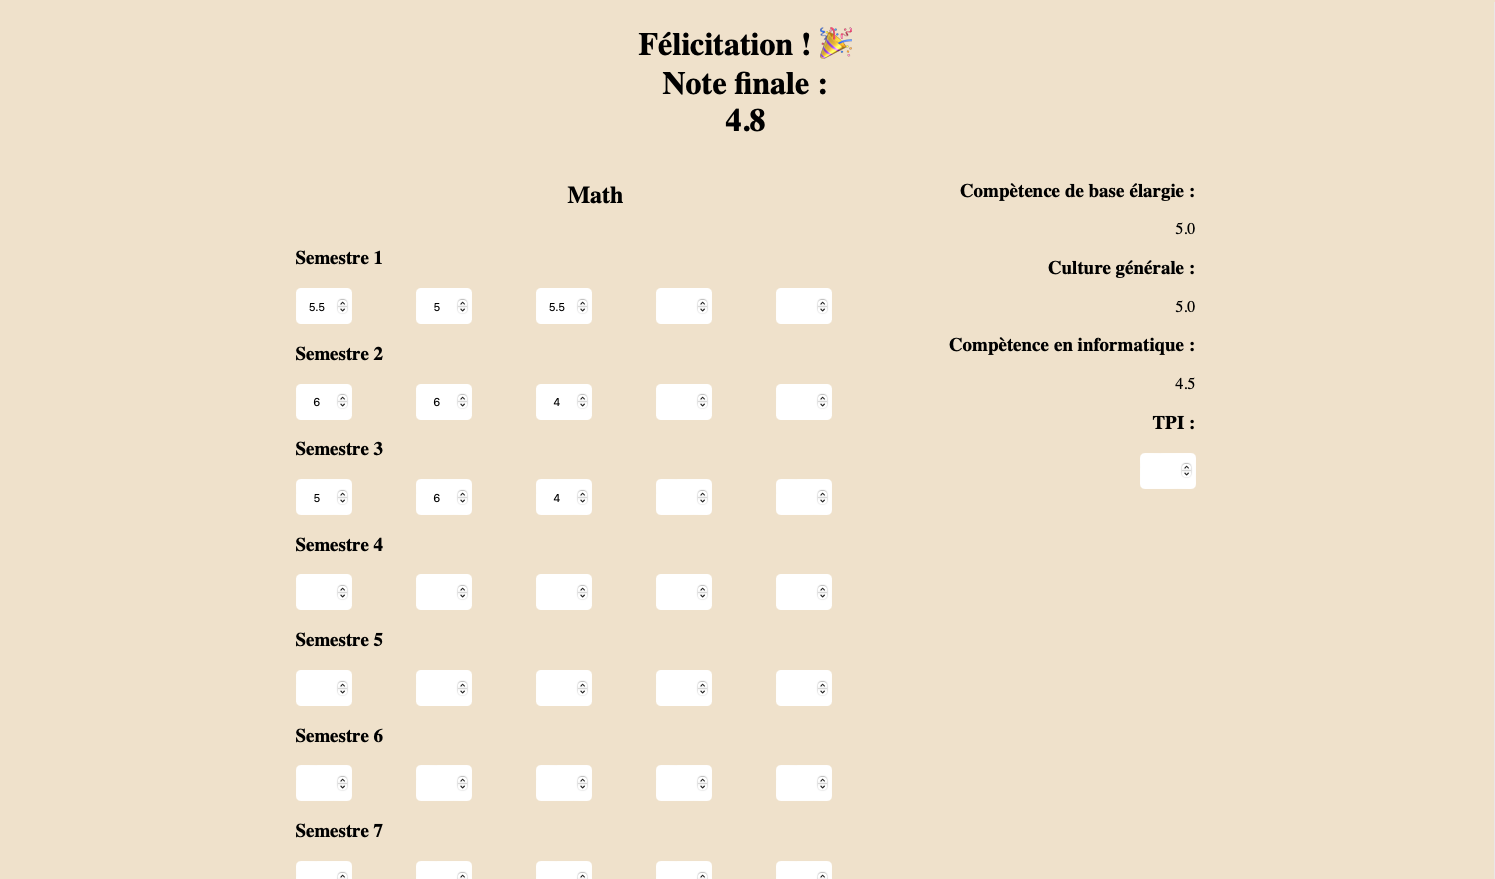 Félicitation ! 🎉
Note finale :
4.8
Math
Semestre 1
5.5 5 5.5
Semestre 2
6 6 4
Semestre 3
5 6 4
Semestre 4
Semestre 5
Semestre 6
Semestre 7
Compètence de base élargie :
5.0
Culture générale :
5.0
Compètence en informatique :
4.5
TPI :